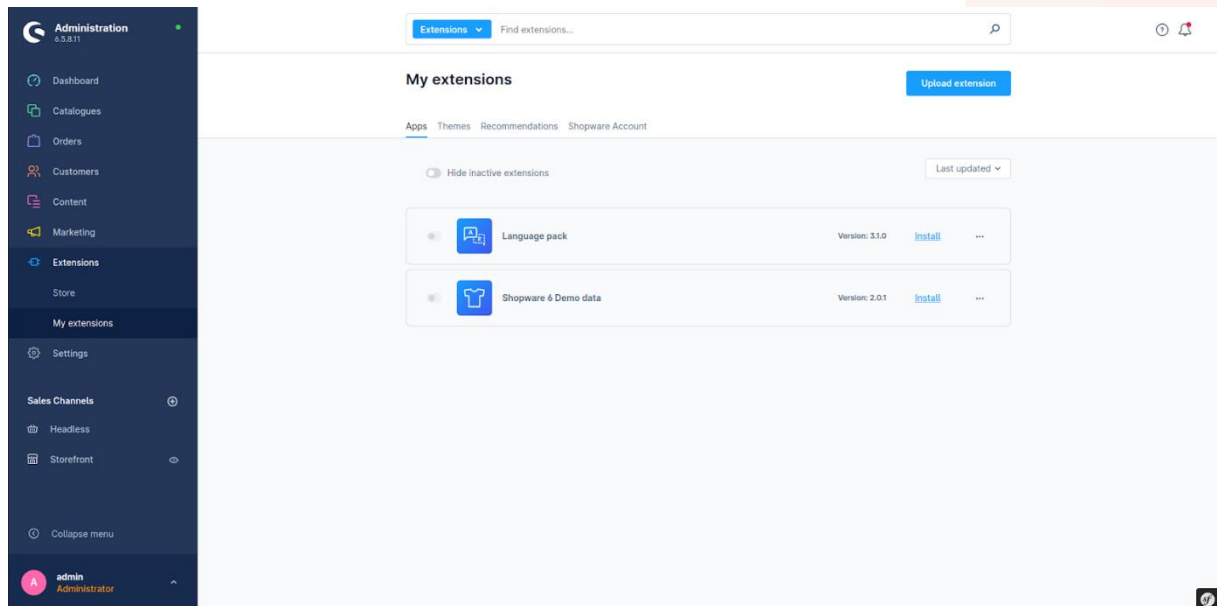 Administration
6.5.8.11
Dashboard
Catalogues
Orders
Customers
Content
Marketing
Extensions
Store
My extensions
Settings
Sales Channels
Headless
Storefront
Collapse menu
A
admin
Administrator
Extensions
Find extensions...
My extensions
Upload extension
Apps Themes Recommendations Shopware Account
Hide inactive extensions
Last updated
Language pack Version: 3.1.0 Install ...
Shopware 6 Demo data Version: 2.0.1 Install ...
sf